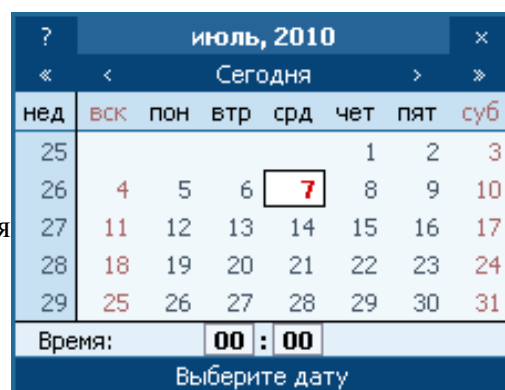 ? июль, 2010 ×
« ‹ Сегодня › »
нед вск пон втр срд чет пят суб
25 1 2 3
26 4 5 6 7 8 9 10
я 27 11 12 13 14 15 16 17
28 18 19 20 21 22 23 24
29 25 26 27 28 29 30 31
Время: 00 : 00
Выберите дату